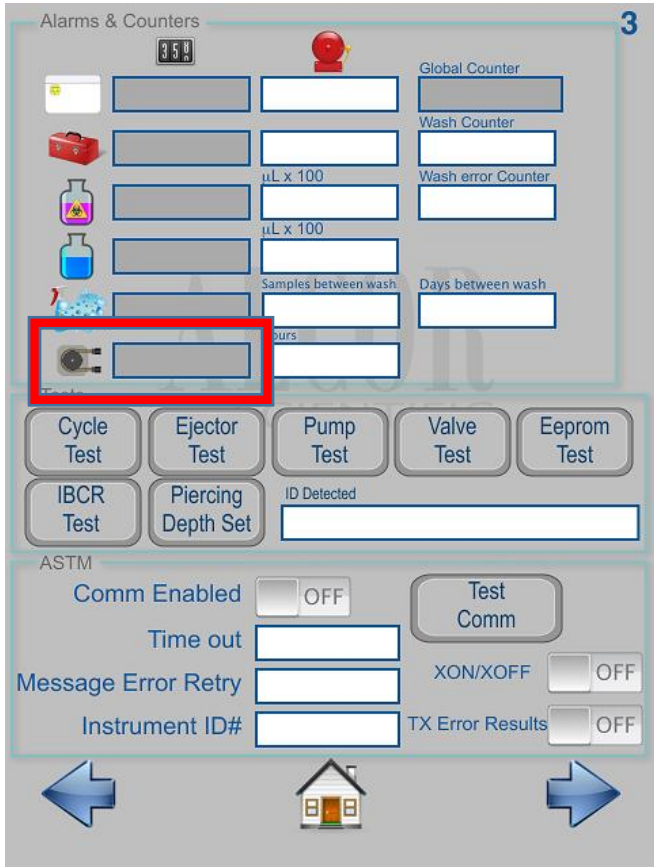 Alarms & Counters
3
Global Counter
Wash Counter
µL x 100
Wash error Counter
µL x 100
Samples between wash
Days between wash
ALCOR
SCIENTIFIC
Tests
Cycle
Test
Ejector
Test
Pump
Test
Valve
Test
Eeprom
Test
IBCR
Test
Piercing
Depth Set
ID Detected
ASTM
Comm Enabled
OFF
Test
Comm
Time out
XON/XOFF
OFF
Message Error Retry
Instrument ID#
TX Error Results
OFF